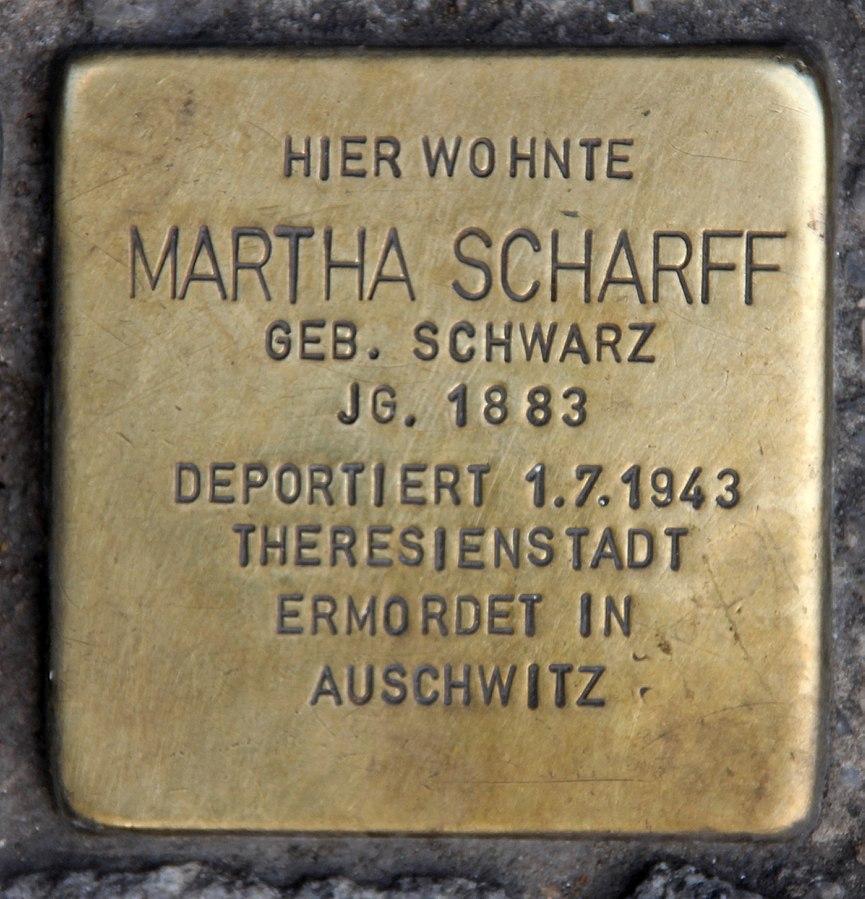 HIER WOHNTE
MARTHA SCHARFF
GEB. SCHWARZ
JG. 1883
DEPORTIERT 1.7.1943
THERESIENSTADT
ERMORDET IN
AUSCHWITZ